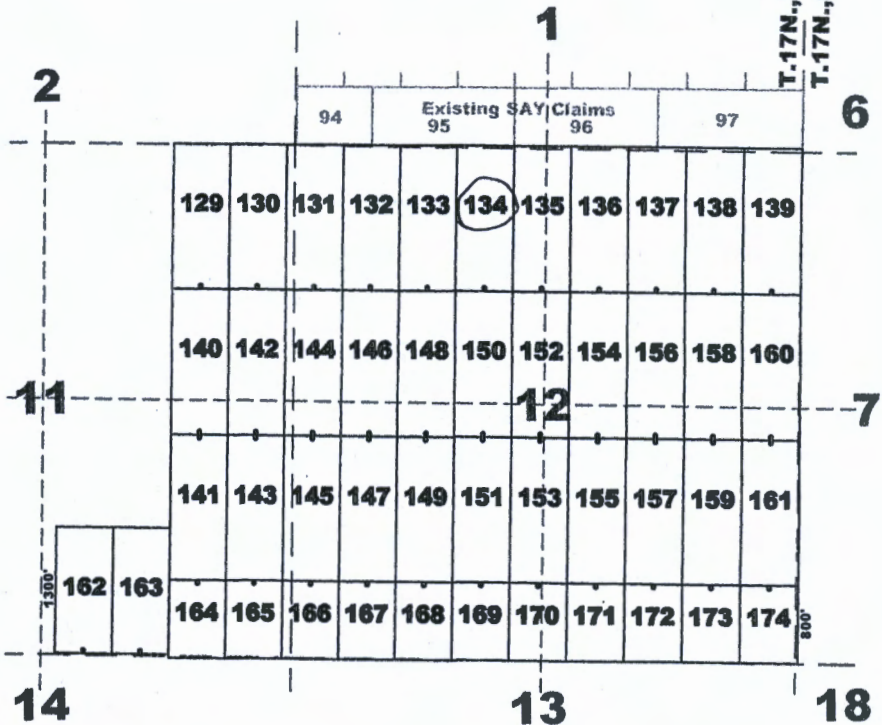 T.17N.,
T.17N.,
1
2
6
Existing SAY Claims
94 95 96 97
129 130 131 132 133 134 135 136 137 138 139
140 142 144 146 148 150 152 154 156 158 160
11 12 7
141 143 145 147 149 151 153 155 157 159 161
1300' 162 163
164 165 166 167 168 169 170 171 172 173 174 800'
14 13 18